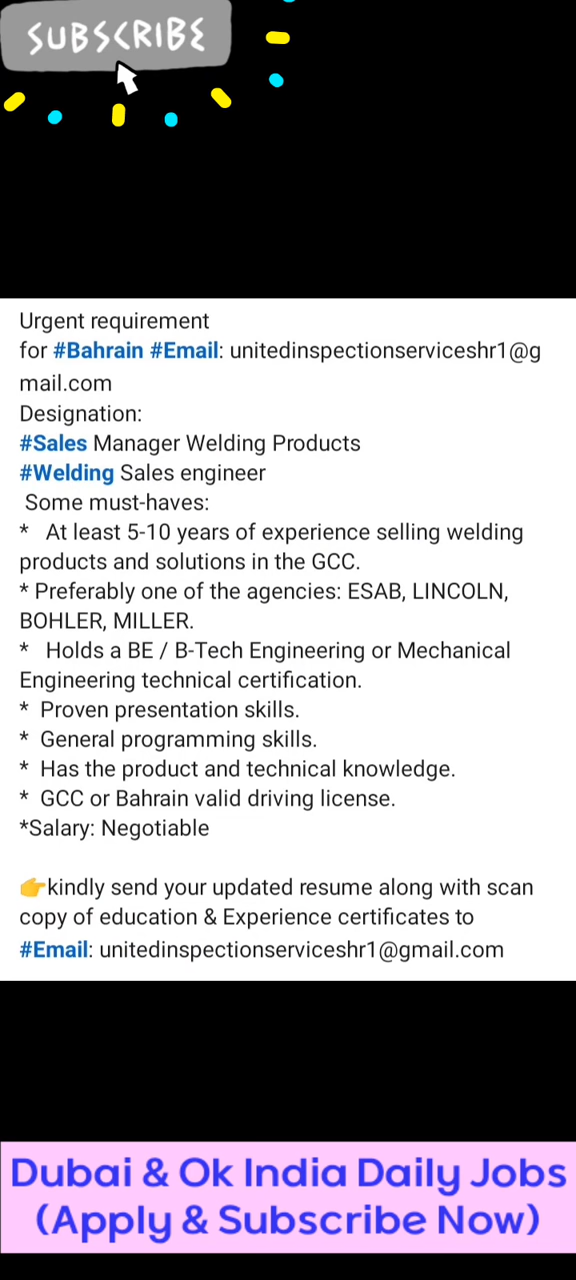 SUBSCRIBE
Urgent requirement
for #Bahrain #Email: unitedinspectionserviceshr1@g
mail.com
Designation:
#Sales Manager Welding Products
#Welding Sales engineer
Some must-haves:
* At least 5-10 years of experience selling welding
products and solutions in the GCC.
* Preferably one of the agencies: ESAB, LINCOLN,
BOHLER, MILLER.
* Holds a BE / B-Tech Engineering or Mechanical
Engineering technical certification.
* Proven presentation skills.
* General programming skills.
* Has the product and technical knowledge.
* GCC or Bahrain valid driving license.
*Salary: Negotiable
👉kindly send your updated resume along with scan
copy of education & Experience certificates to
#Email: unitedinspectionserviceshr1@gmail.com
Dubai & Ok India Daily Jobs
(Apply & Subscribe Now)